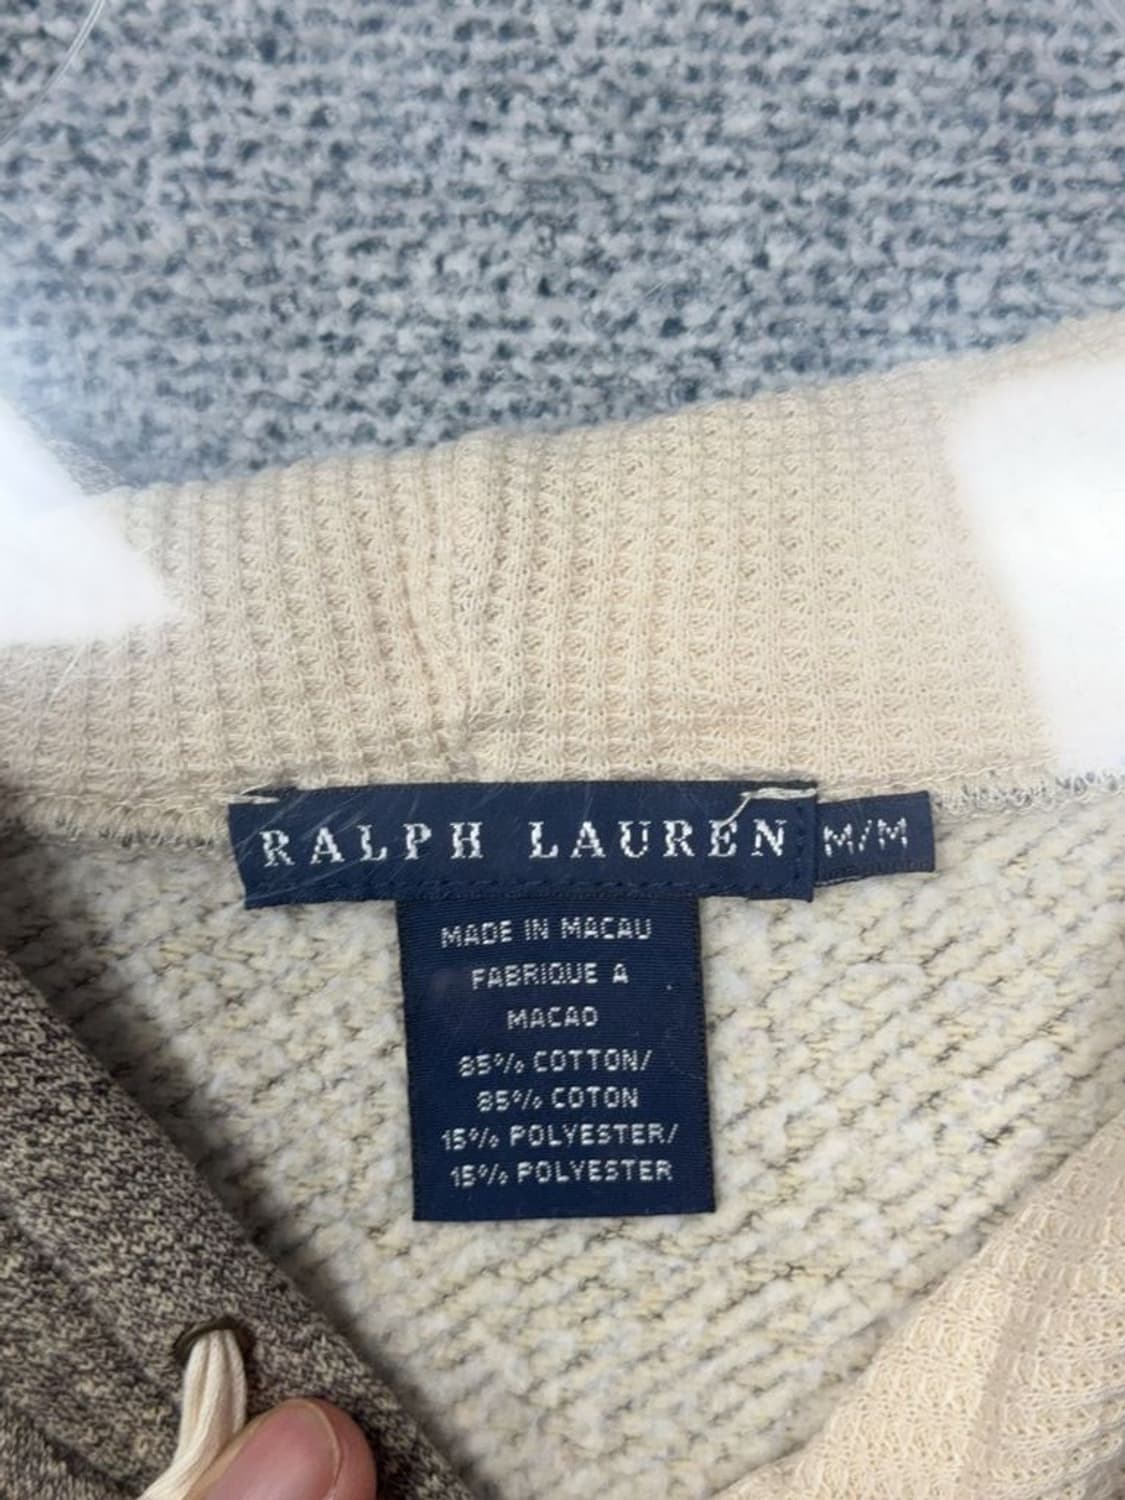 RALPH LAUREN
M/M
MADE IN MACAU
FABRIQUE A
MACAO
85% COTTON/
85% COTON
15% POLYESTER/
15% POLYESTER